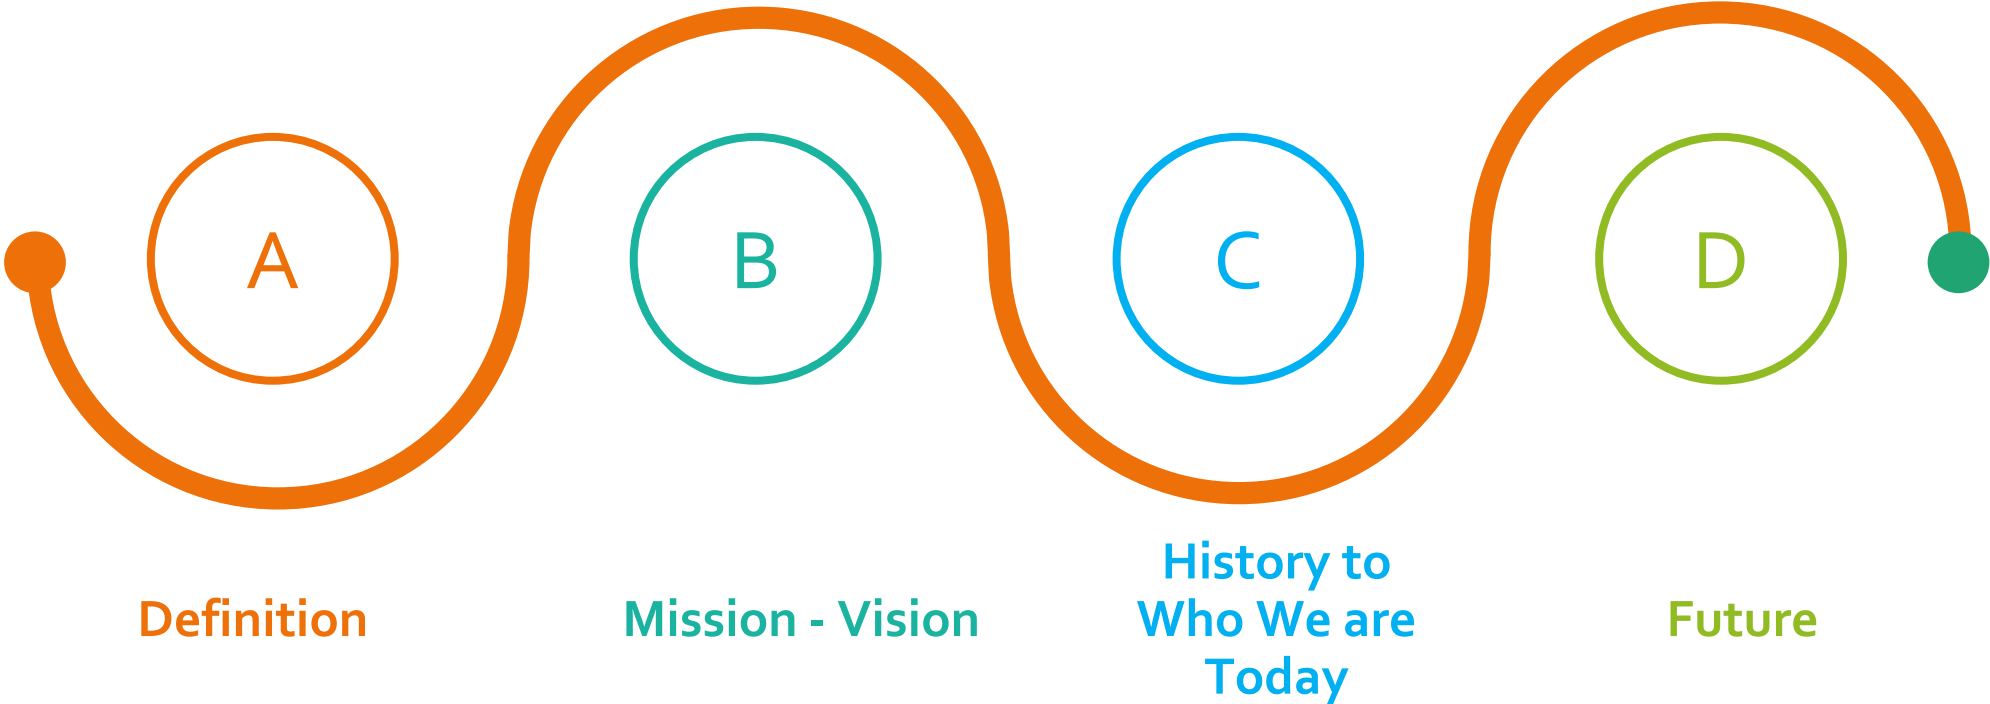 A
B
C
D
Definition
Mission - Vision
History to
Who We are
Today
Future